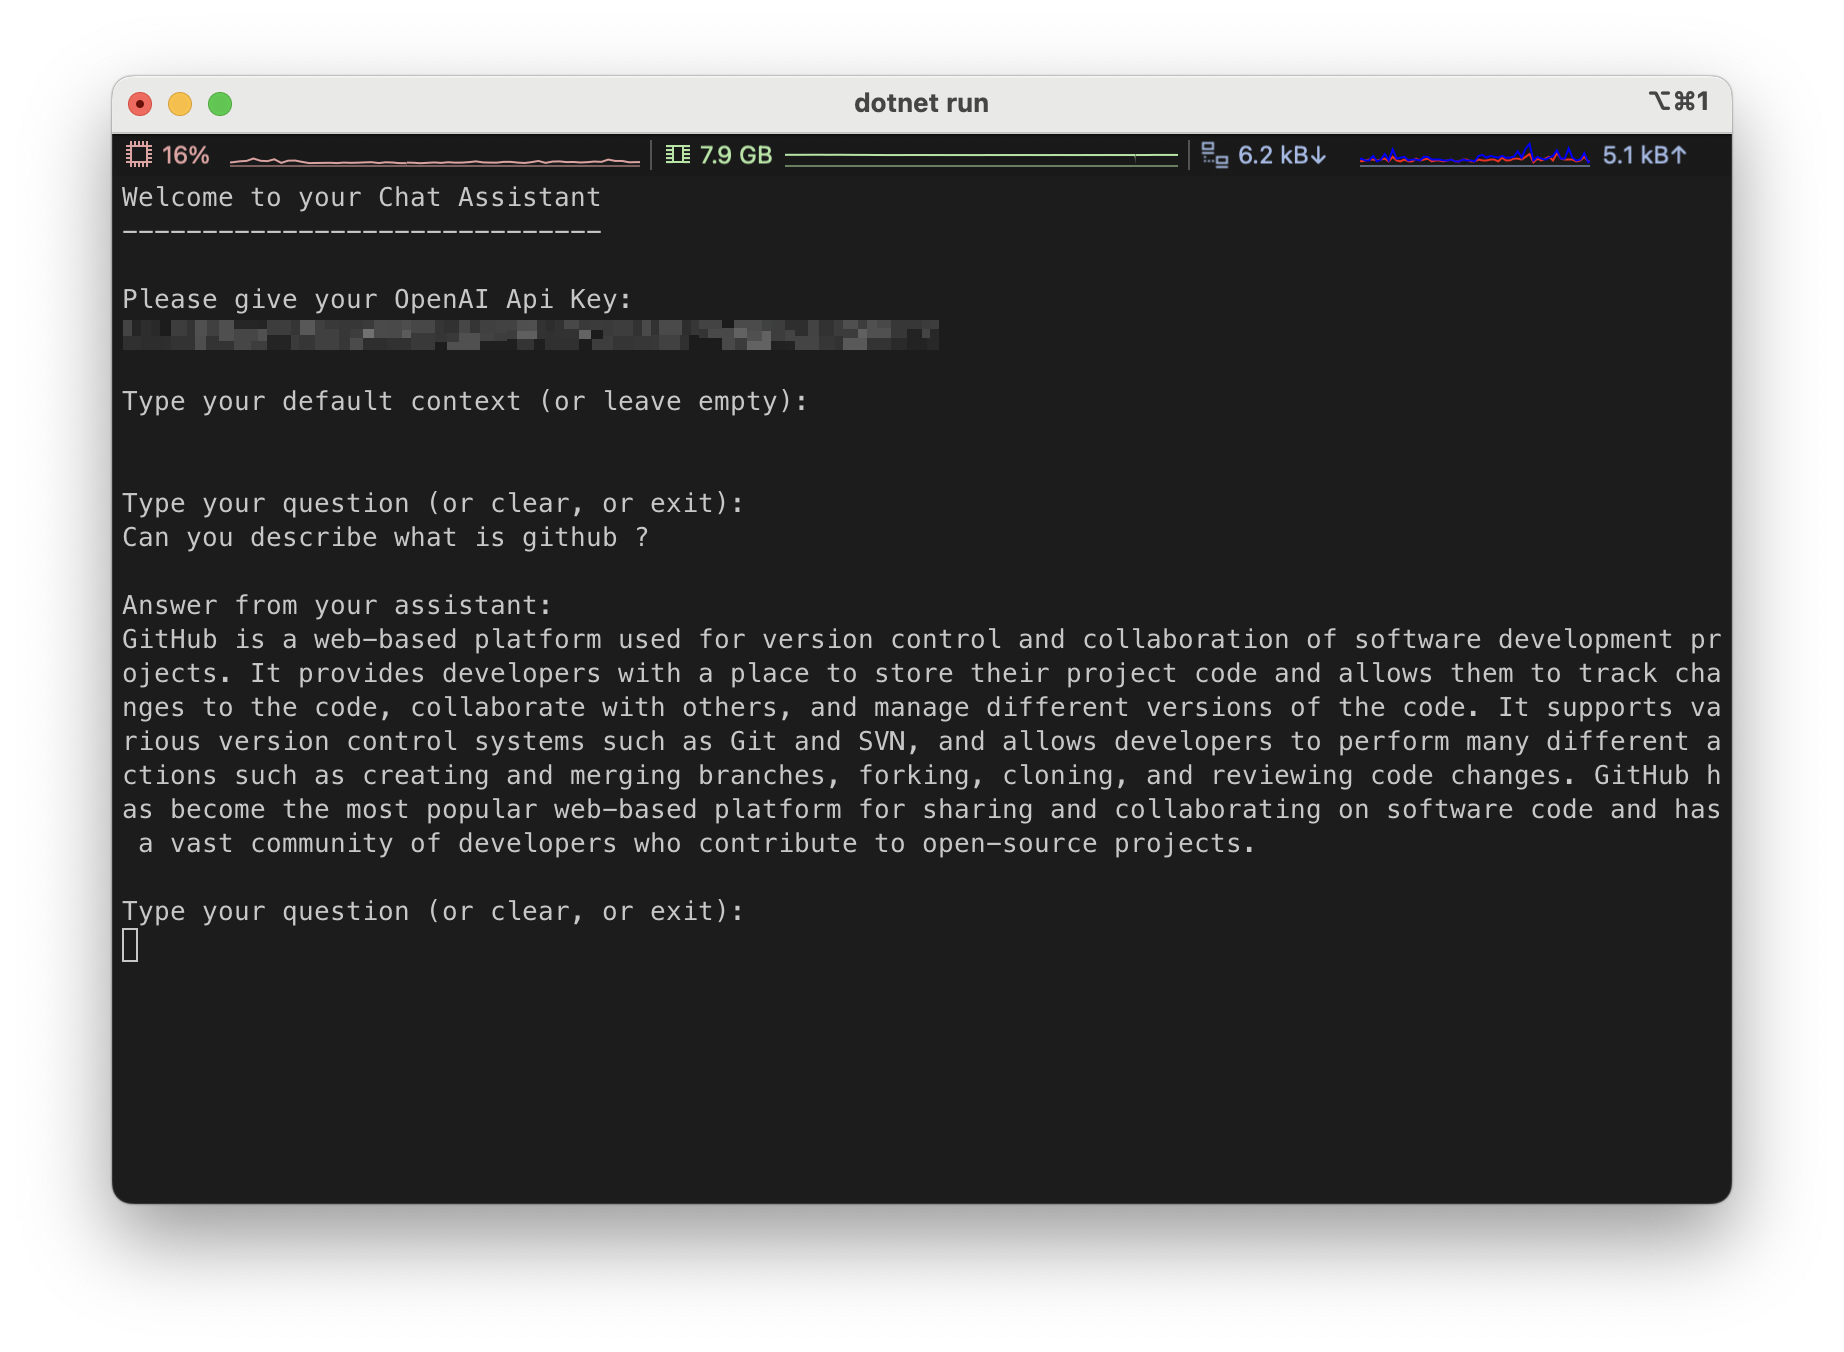 dotnet run
⌥⌘1
16% 7.9 GB 6.2 kB↓ 5.1 kB↑
Welcome to your Chat Assistant
------------------------------
Please give your OpenAI Api Key:
Type your default context (or leave empty):
Type your question (or clear, or exit):
Can you describe what is github ?
Answer from your assistant:
GitHub is a web-based platform used for version control and collaboration of software development pr
ojects. It provides developers with a place to store their project code and allows them to track cha
nges to the code, collaborate with others, and manage different versions of the code. It supports va
rious version control systems such as Git and SVN, and allows developers to perform many different a
ctions such as creating and merging branches, forking, cloning, and reviewing code changes. GitHub h
as become the most popular web-based platform for sharing and collaborating on software code and has
 a vast community of developers who contribute to open-source projects.
Type your question (or clear, or exit):